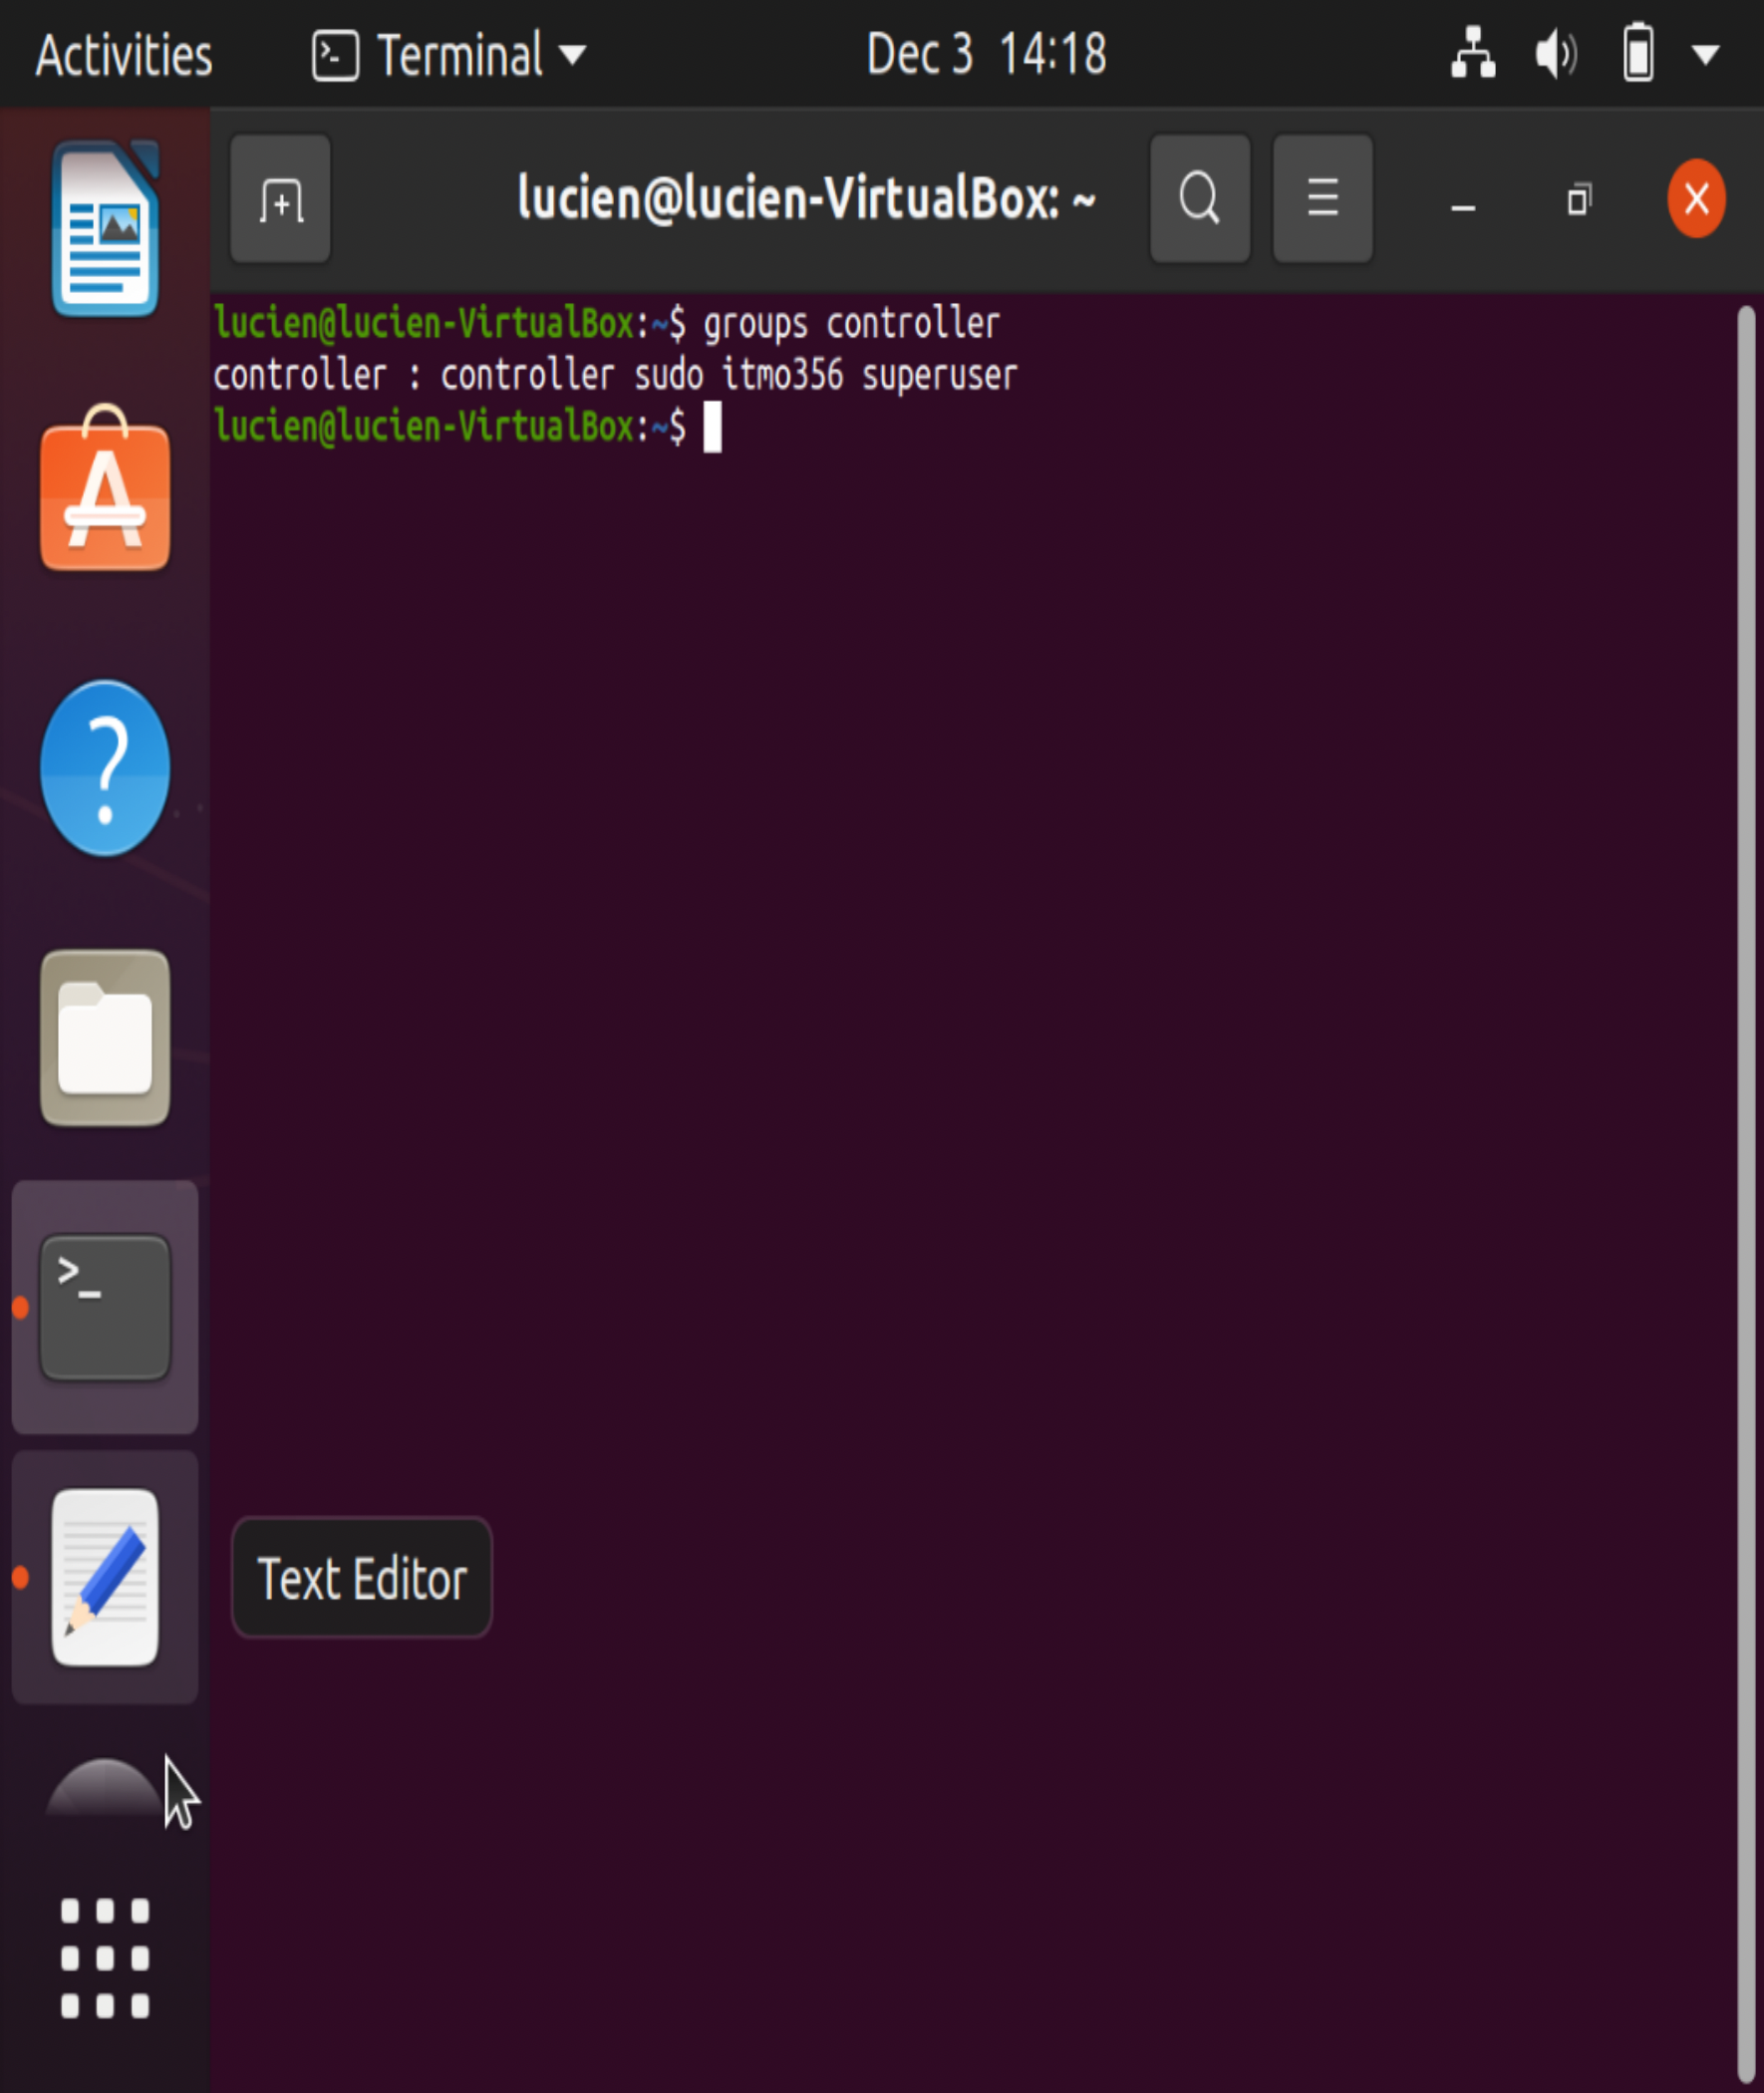 Activities Terminal Dec 3 14:18
lucien@lucien-VirtualBox: ~
lucien@lucien-VirtualBox:~$ groups controller
controller : controller sudo itmo356 superuser
lucien@lucien-VirtualBox:~$
Text Editor